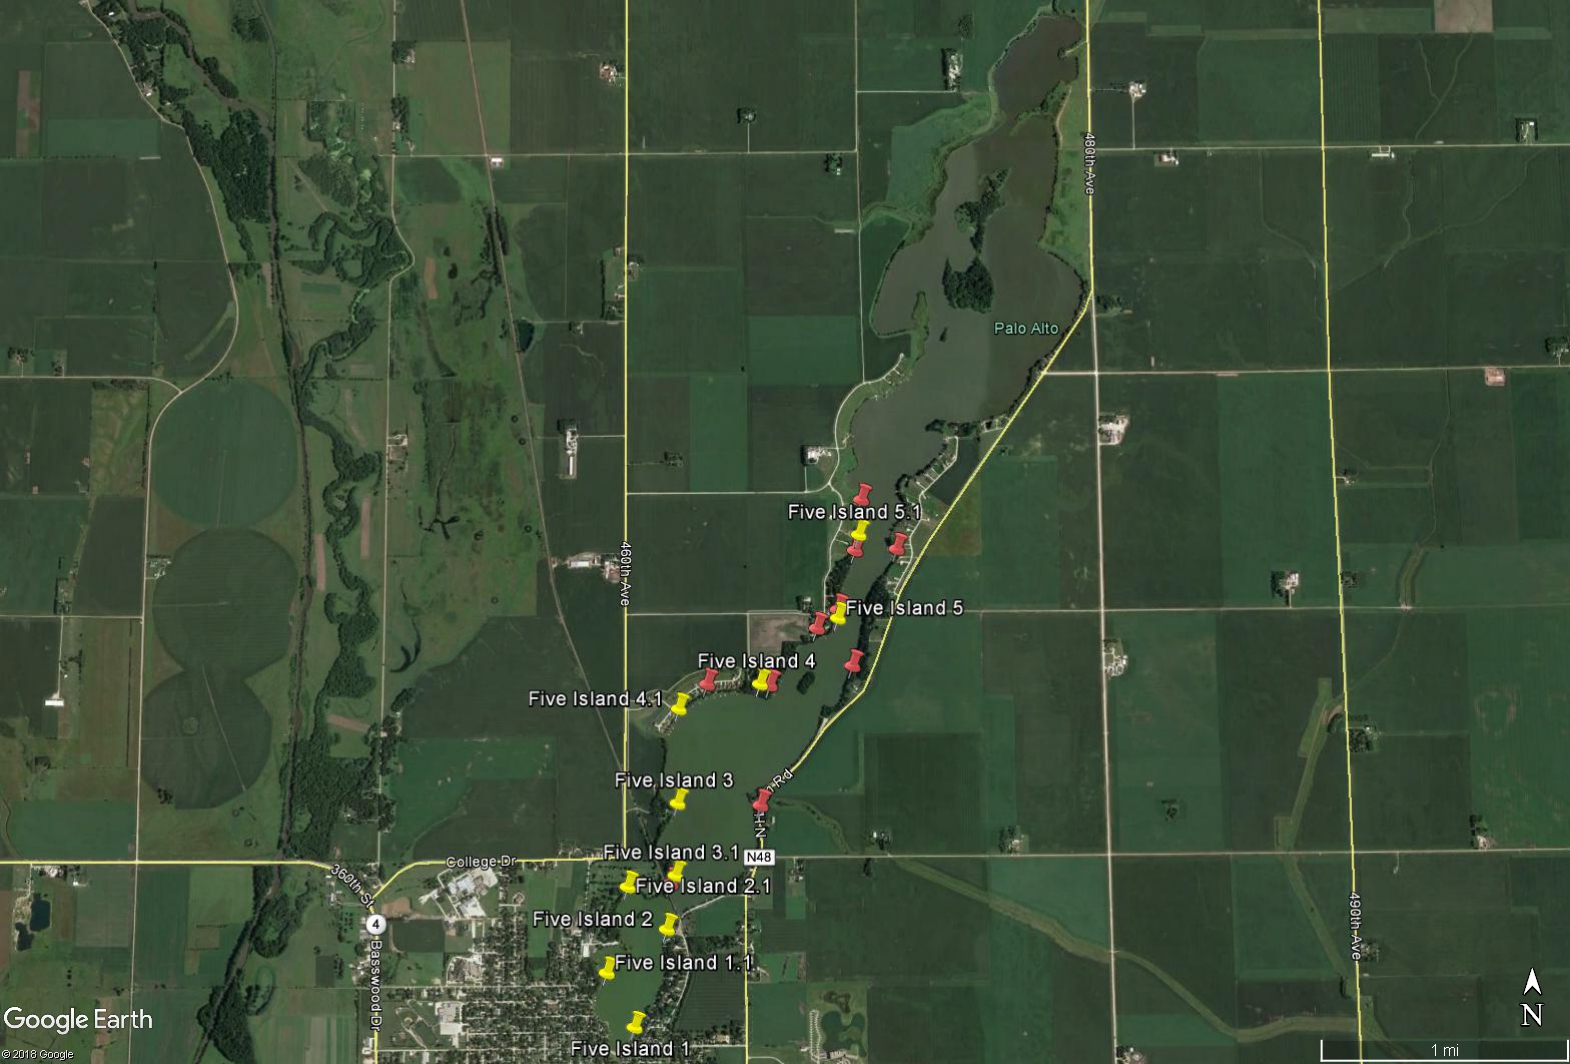 480th Ave
Palo Alto
Five Island 5.1
460th Ave
Five Island 5
Five Island 4
Five Island 4.1
Five Island 3
n Rd
N H
Five Island 3.1
N48
College Dr
360th St
Five Island 2.1
Five Island 2
4
490th Ave
Basswood Dr
Five Island 1.1
Five Island 1
Google Earth
© 2018 Google
N
1 mi